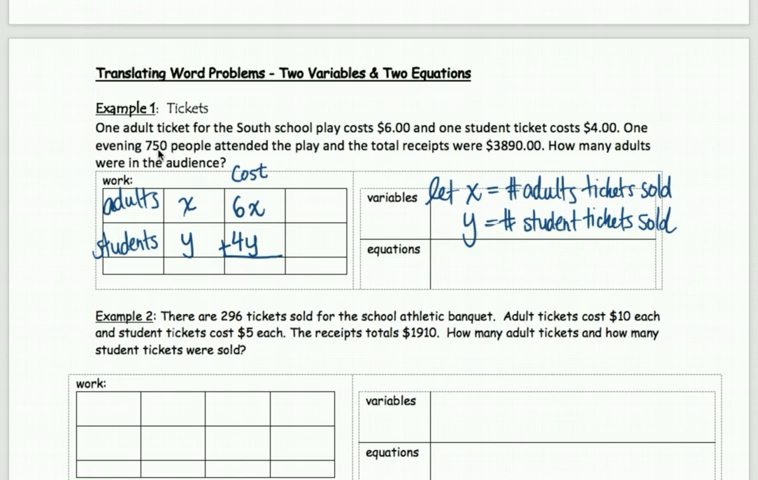 Translating Word Problems - Two Variables & Two Equations
Example 1: Tickets
One adult ticket for the South school play costs $6.00 and one student ticket costs $4.00. One
evening 750 people attended the play and the total receipts were $3890.00. How many adults
were in the audience?
Cost
work:
adults x 6x
students y +4y
variables let x = # adults tickets sold
y = # student tickets sold
equations
Example 2: There are 296 tickets sold for the school athletic banquet. Adult tickets cost $10 each
and student tickets cost $5 each. The receipts totals $1910. How many adult tickets and how many
student tickets were sold?
work:
variables
equations